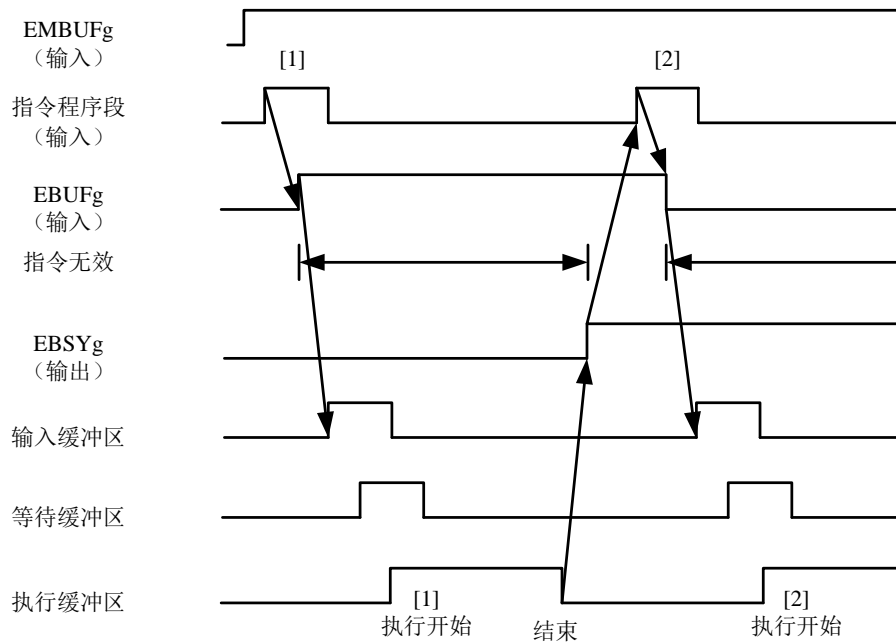 EMBUFg
（输入）
[1]
[2]
指令程序段
（输入）
EBUFg
（输入）
指令无效
EBSYg
（输出）
输入缓冲区
等待缓冲区
执行缓冲区
[1]
执行开始
结束
[2]
执行开始